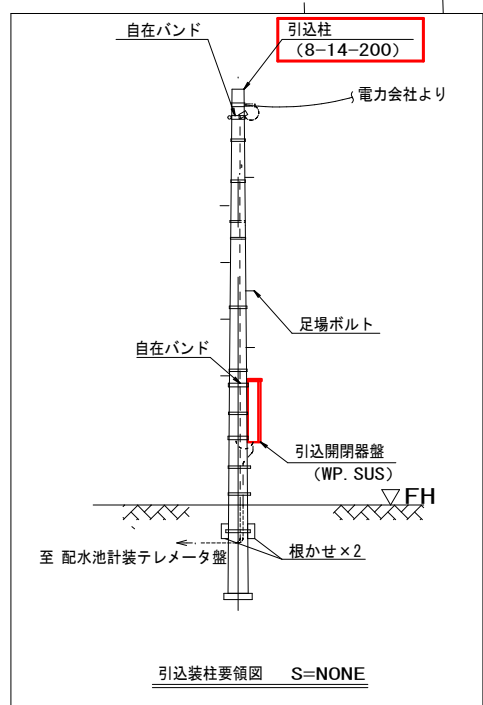 自在バンド
引込柱
(8-14-200)
電力会社より
足場ボルト
自在バンド
引込開閉器盤
(WP. SUS)
FH
至 配水池計装テレメータ盤
根かせ×2
引込装柱要領図 S=NONE